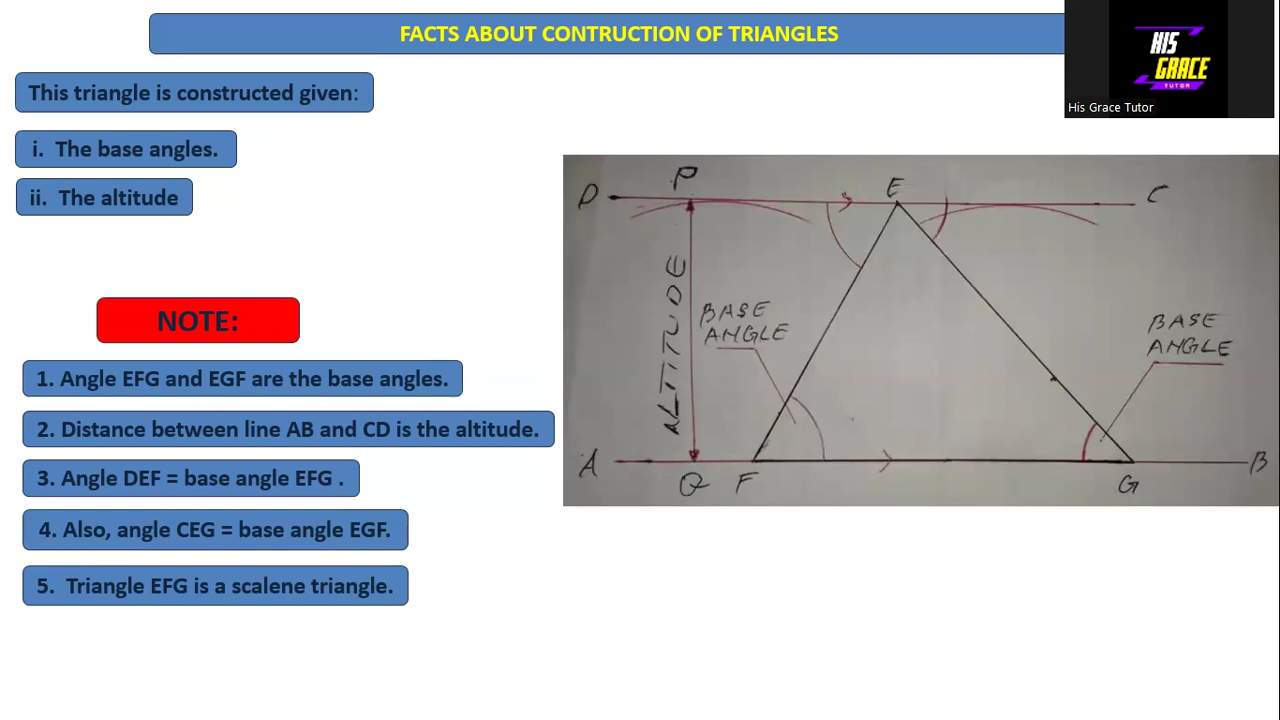 FACTS ABOUT CONTRUCTION OF TRIANGLES
HIS
GRACE
TUTOR
His Grace Tutor
This triangle is constructed given:
i. The base angles.
ii. The altitude
NOTE:
1. Angle EFG and EGF are the base angles.
2. Distance between line AB and CD is the altitude.
3. Angle DEF = base angle EFG .
4. Also, angle CEG = base angle EGF.
5. Triangle EFG is a scalene triangle.
D P E C
ALTITUDE
BASE
ANGLE
BASE
ANGLE
A Q F G B